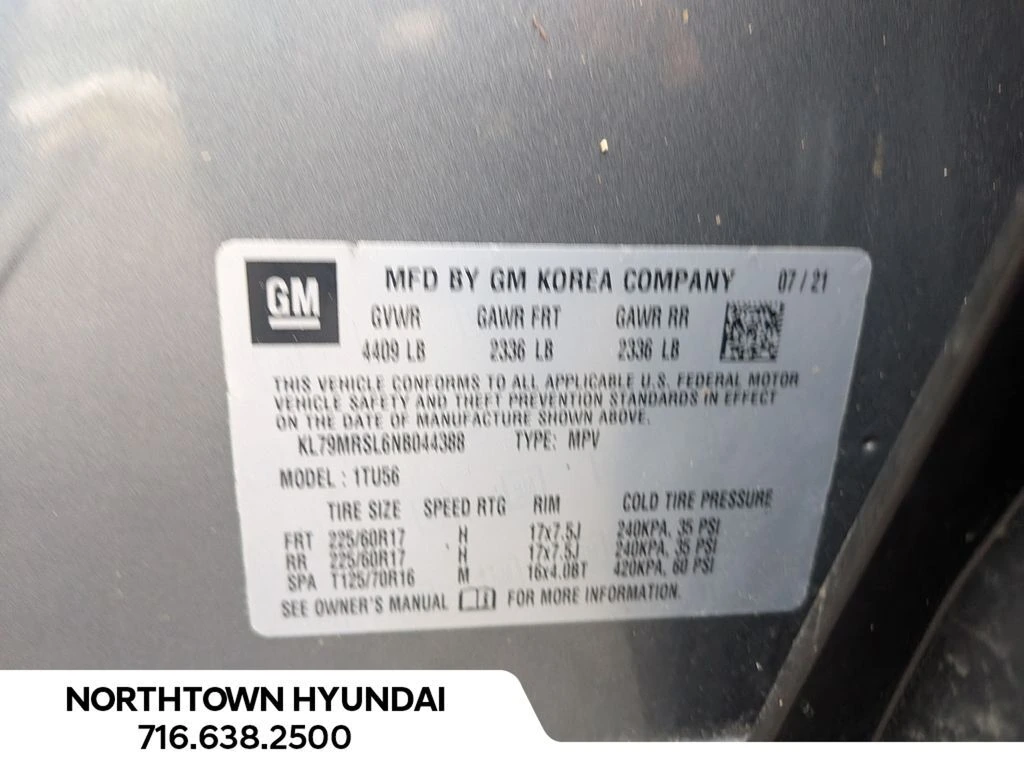 GM
MFD BY GM KOREA COMPANY 07/21
GVWR GAWR FRT GAWR RR
4409 LB 2336 LB 2336 LB
THIS VEHICLE CONFORMS TO ALL APPLICABLE U.S. FEDERAL MOTOR
VEHICLE SAFETY AND THEFT PREVENTION STANDARDS IN EFFECT
ON THE DATE OF MANUFACTURE SHOWN ABOVE.
KL79MRSL6NB044388 TYPE: MPV
MODEL : 1TU56
TIRE SIZE SPEED RTG RIM COLD TIRE PRESSURE
FRT 225/60R17 H 17x7.5J 240KPA, 35 PSI
RR 225/60R17 H 17x7.5J 240KPA, 35 PSI
SPA T125/70R16 M 16x4.0BT 420KPA, 60 PSI
SEE OWNER'S MANUAL FOR MORE INFORMATION.
NORTHTOWN HYUNDAI
716.638.2500